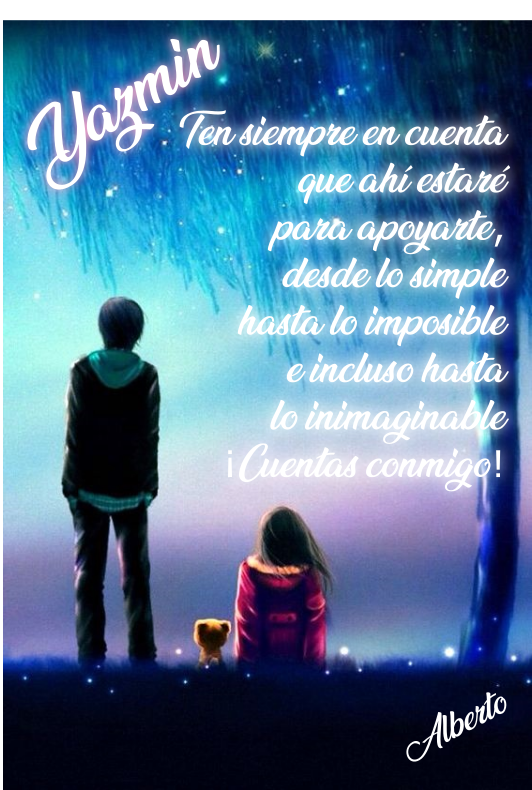 Yazmin
Ten siempre en cuenta
que ahí estaré
para apoyarte,
desde lo simple
hasta lo imposible
e incluso hasta
lo inimaginable
¡Cuentas conmigo!
Alberto